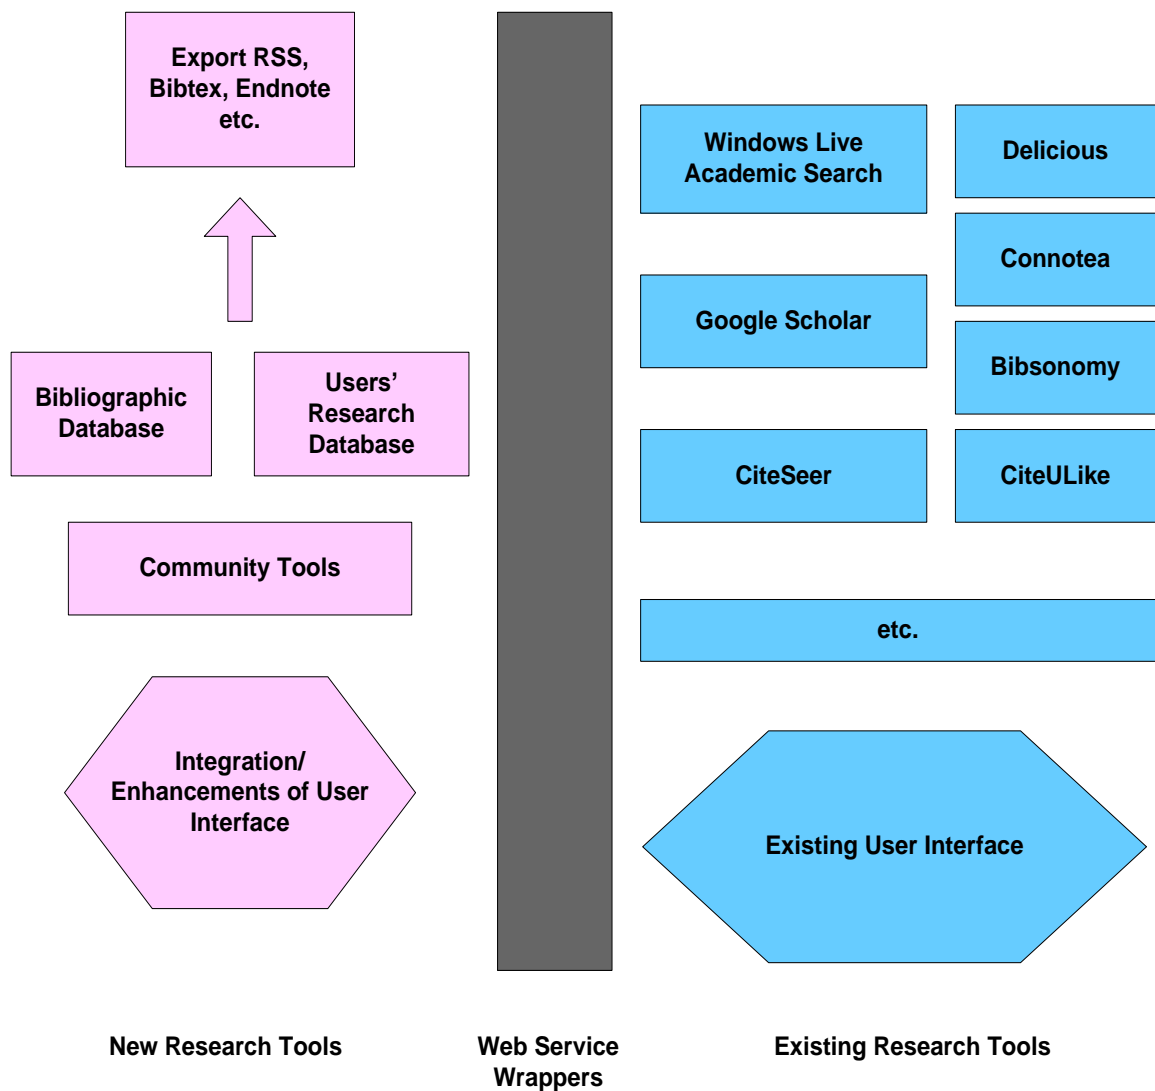 Export RSS,
Bibtex, Endnote
etc.
Bibliographic
Database
Users’
Research
Database
Community Tools
Integration/
Enhancements of User
Interface
Windows Live
Academic Search
Google Scholar
CiteSeer
Delicious
Connotea
Bibsonomy
CiteULike
etc.
Existing User Interface
New Research Tools
Web Service
Wrappers
Existing Research Tools